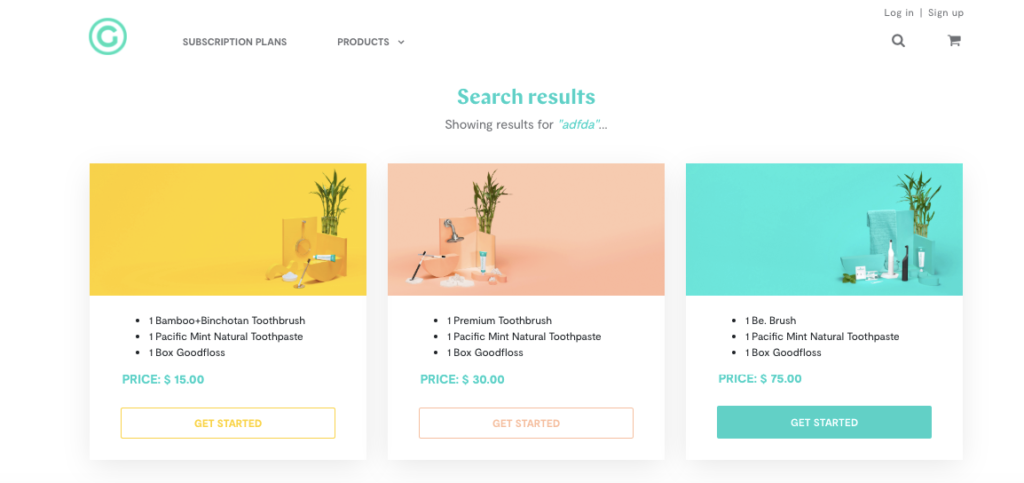 Log in | Sign up
G
SUBSCRIPTION PLANS PRODUCTS
Search results
Showing results for "adfda"...
1 Bamboo+Binchotan Toothbrush
1 Pacific Mint Natural Toothpaste
1 Box Goodfloss
PRICE: $ 15.00
GET STARTED
1 Premium Toothbrush
1 Pacific Mint Natural Toothpaste
1 Box Goodfloss
PRICE: $ 30.00
GET STARTED
1 Be. Brush
1 Pacific Mint Natural Toothpaste
1 Box Goodfloss
PRICE: $ 75.00
GET STARTED